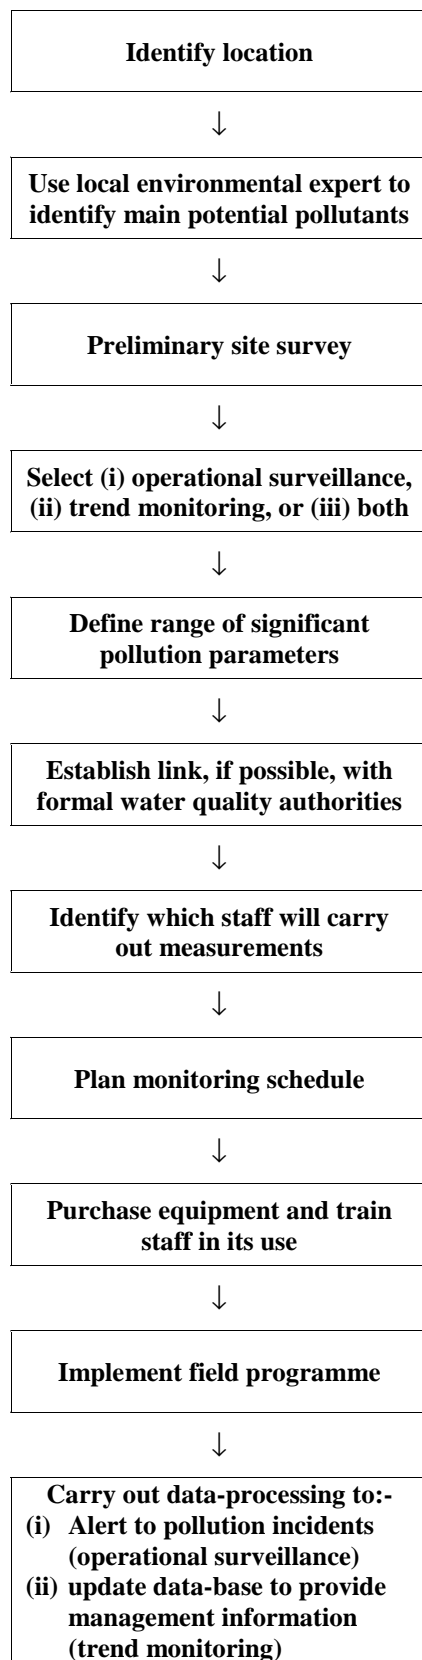 Identify location
↓
Use local environmental expert to
identify main potential pollutants
↓
Preliminary site survey
↓
Select (i) operational surveillance,
(ii) trend monitoring, or (iii) both
↓
Define range of significant
pollution parameters
↓
Establish link, if possible, with
formal water quality authorities
↓
Identify which staff will carry
out measurements
↓
Plan monitoring schedule
↓
Purchase equipment and train
staff in its use
↓
Implement field programme
↓
Carry out data-processing to:-
(i) Alert to pollution incidents
(operational surveillance)
(ii) update data-base to provide
management information
(trend monitoring)